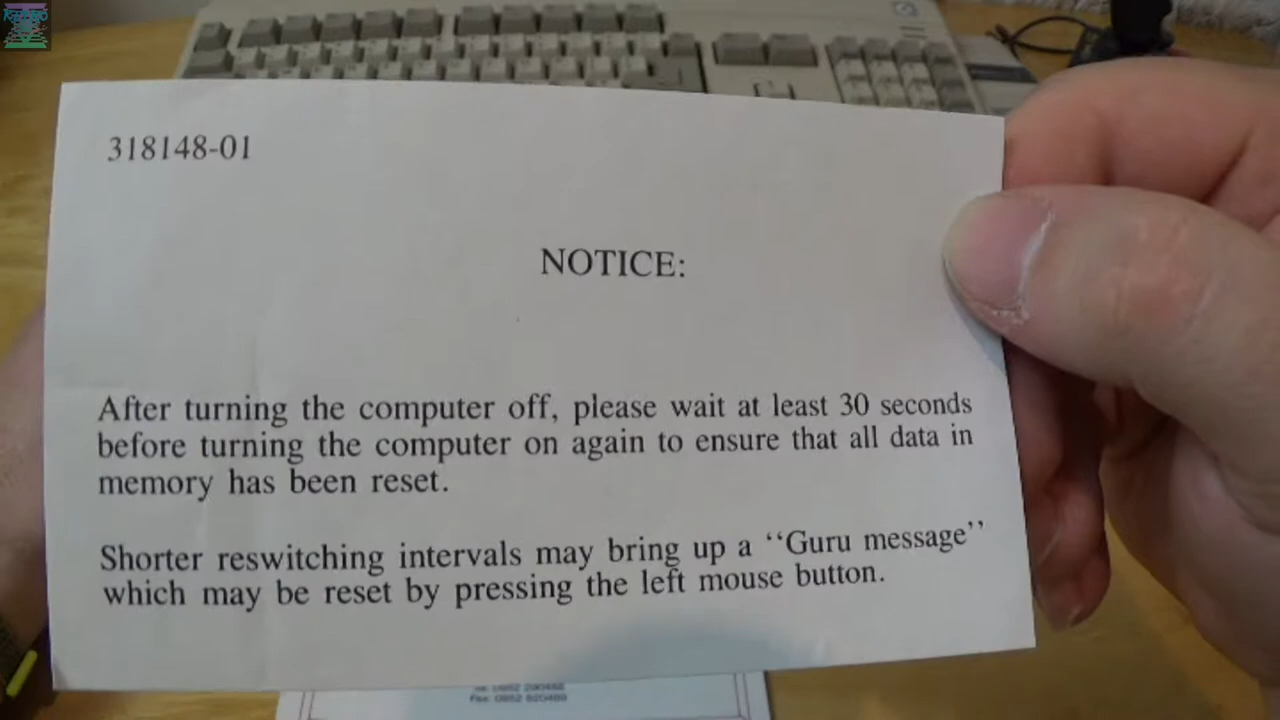 318148-01
NOTICE:
After turning the computer off, please wait at least 30 seconds
before turning the computer on again to ensure that all data in
memory has been reset.
Shorter reswitching intervals may bring up a ‘‘Guru message’’
which may be reset by pressing the left mouse button.